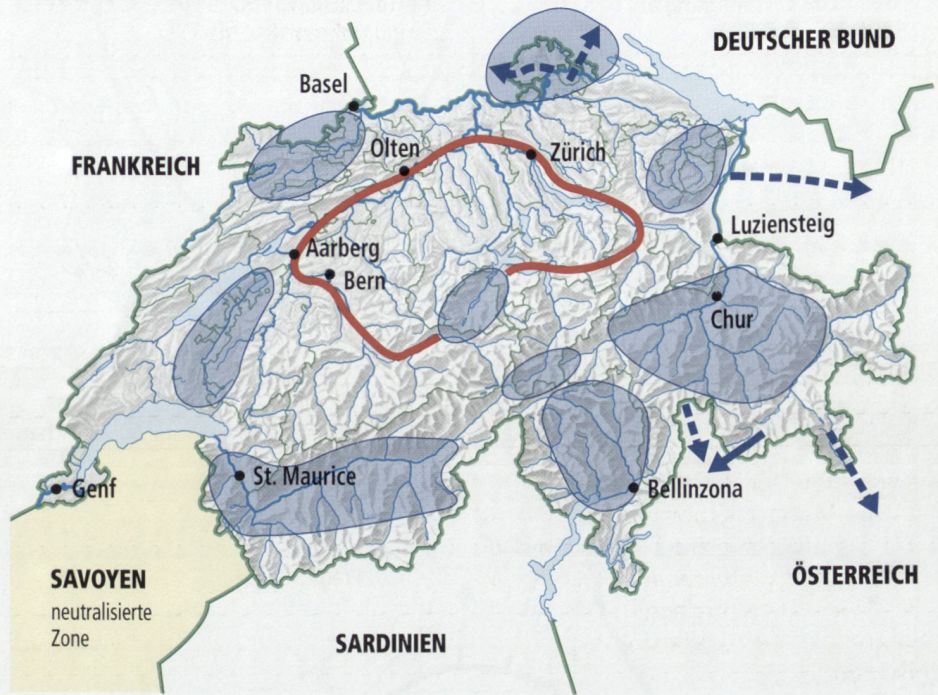 DEUTSCHER BUND
Basel
FRANKREICH
Olten
Zürich
Luziensteig
Aarberg
Bern
Chur
St. Maurice
Genf
Bellinzona
SAVOYEN
neutralisierte
Zone
ÖSTERREICH
SARDINIEN